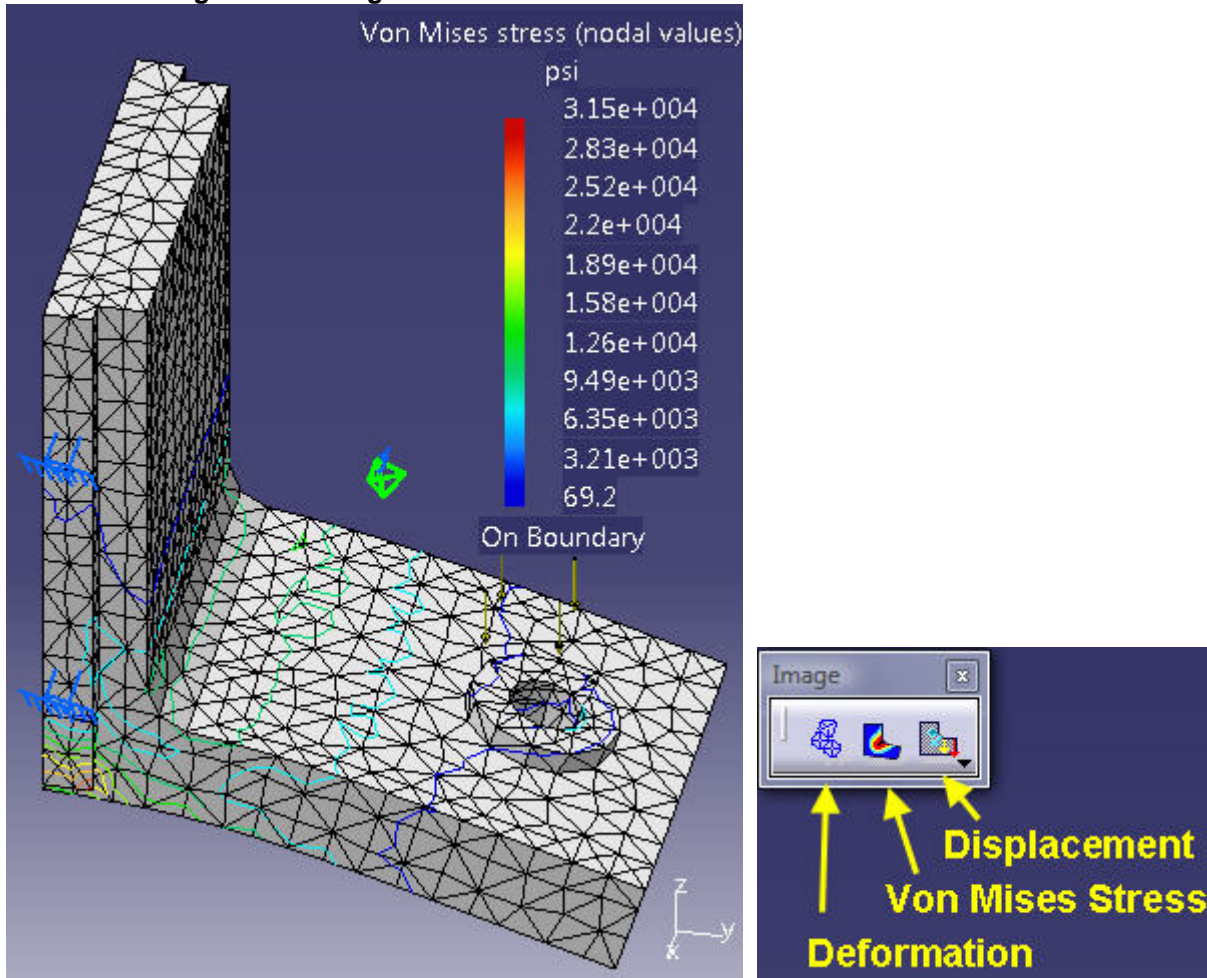 Von Mises stress (nodal values)
psi
3.15e+004
2.83e+004
2.52e+004
2.2e+004
1.89e+004
1.58e+004
1.26e+004
9.49e+003
6.35e+003
3.21e+003
69.2
On Boundary
z
y
x
Image
Displacement
Von Mises Stress
Deformation